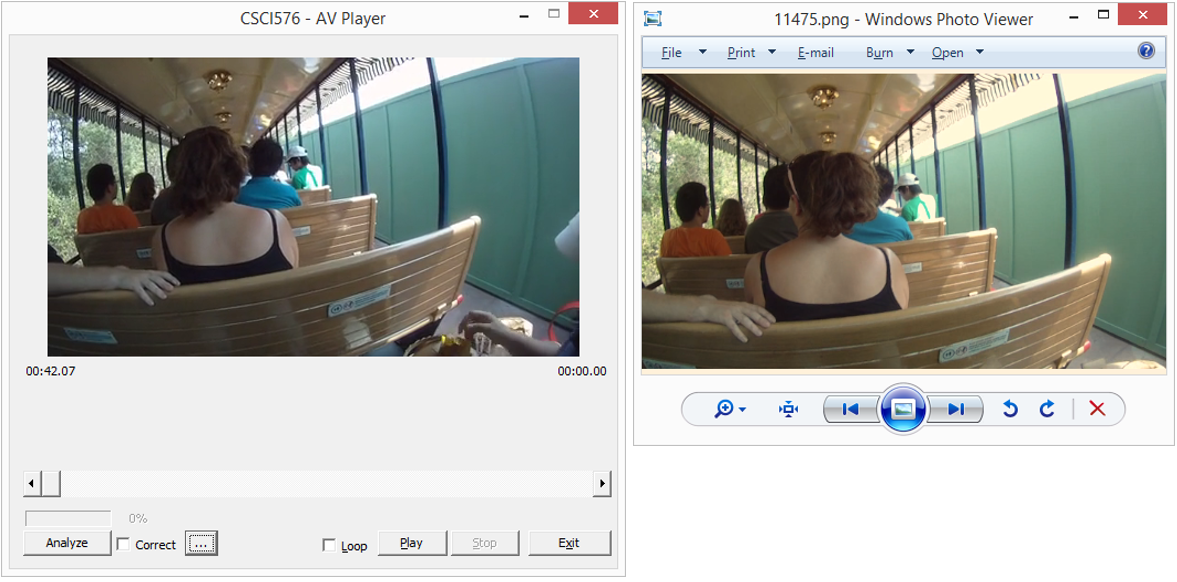 CSCI576 - AV Player
00:42.07
00:00.00
0%
Analyze
Correct
...
Loop
Play
Stop
Exit
11475.png - Windows Photo Viewer
File Print E-mail Burn Open